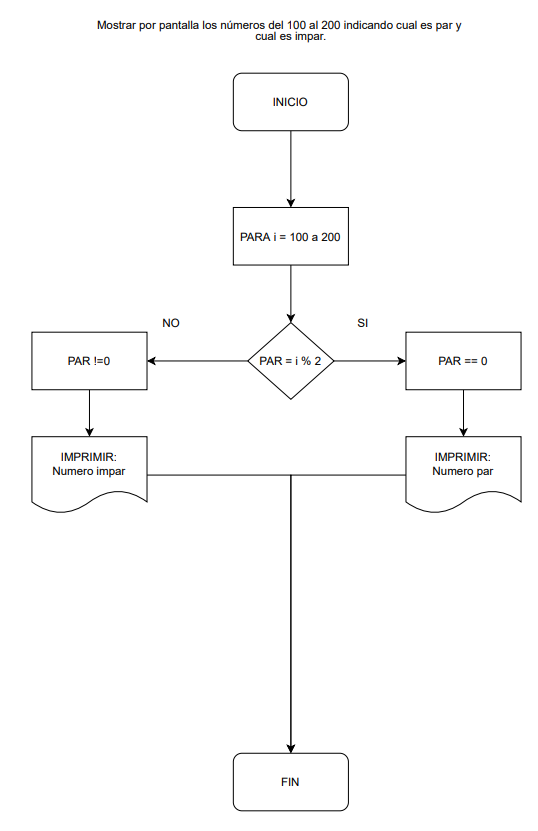 Mostrar por pantalla los números del 100 al 200 indicando cual es par y
cual es impar.
INICIO
PARA i = 100 a 200
NO
SI
PAR !=0
PAR = i % 2
PAR == 0
IMPRIMIR:
Numero impar
IMPRIMIR:
Numero par
FIN